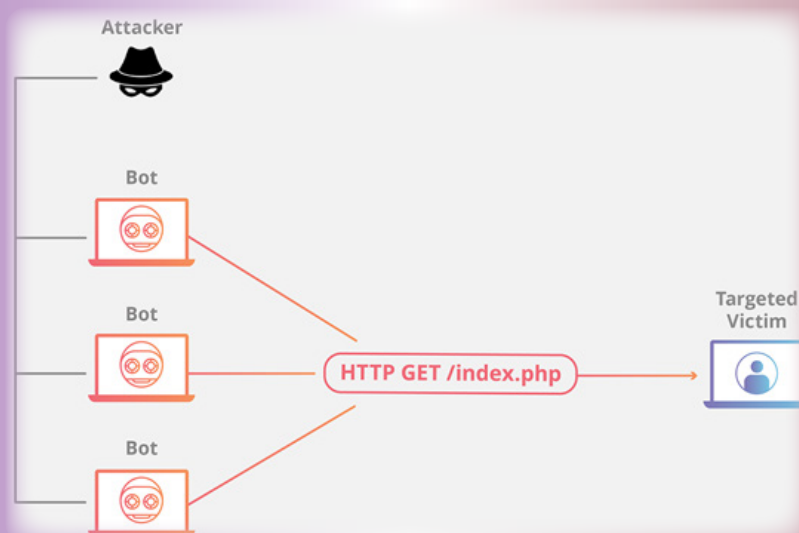 Attacker
Bot
Bot
HTTP GET /index.php
Targeted
Victim
Bot